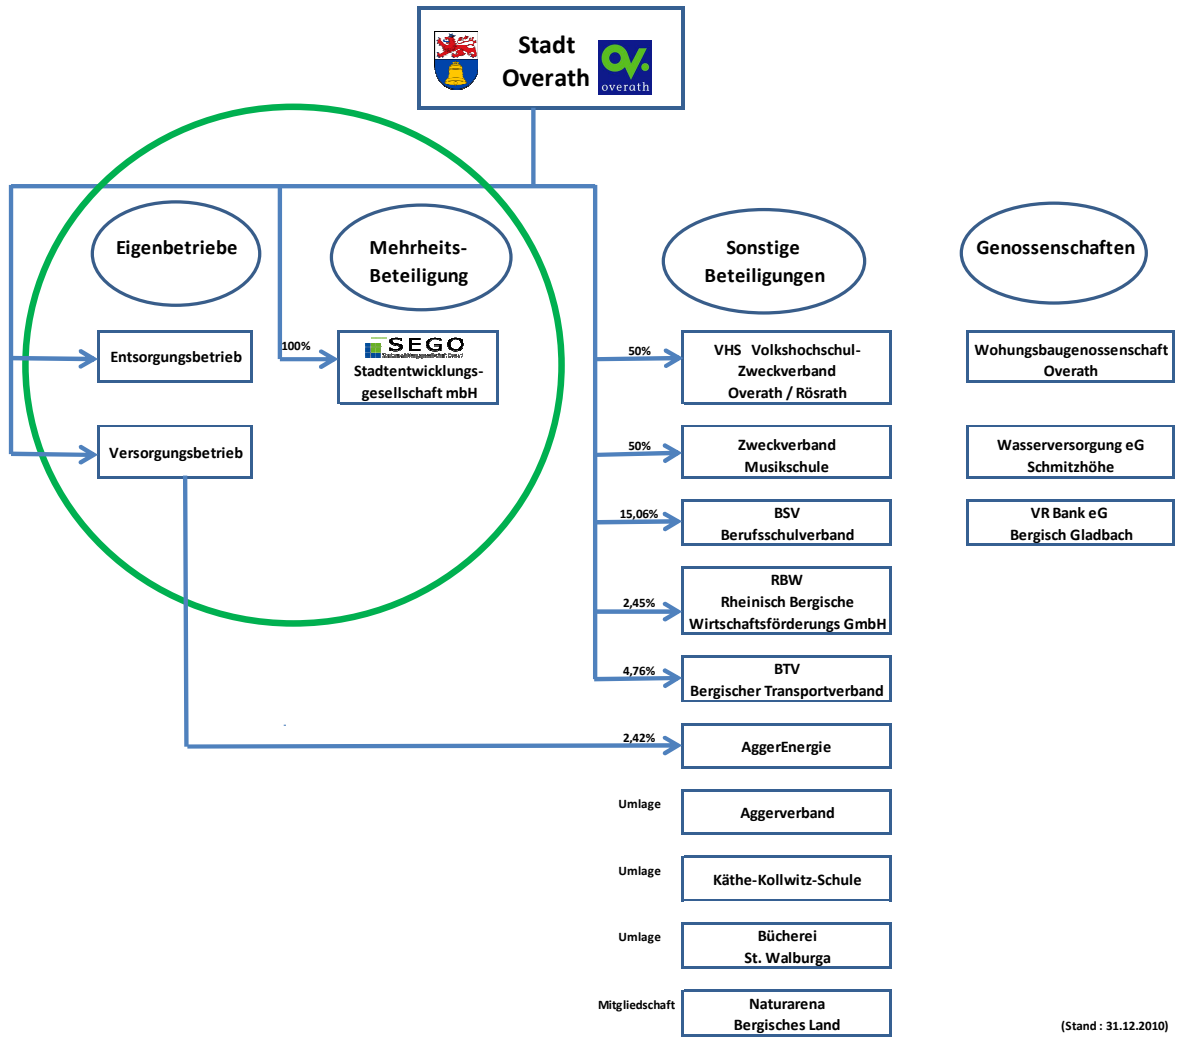 Stadt
Overath
ov.
overath
Eigenbetriebe
Mehrheits-
Beteiligung
Sonstige
Beteiligungen
Genossenschaften
Entsorgungsbetrieb
Versorgungsbetrieb
100%
SEGO
Stadtentwicklungs-
gesellschaft mbH
50%
VHS Volkshochschul-
Zweckverband
Overath / Rösrath
50%
Zweckverband
Musikschule
15,06%
BSV
Berufsschulverband
2,45%
RBW
Rheinisch Bergische
Wirtschaftsförderungs GmbH
4,76%
BTV
Bergischer Transportverband
2,42%
AggerEnergie
Umlage
Aggerverband
Umlage
Käthe-Kollwitz-Schule
Umlage
Bücherei
St. Walburga
Mitgliedschaft
Naturarena
Bergisches Land
Wohungsbaugenossenschaft
Overath
Wasserversorgung eG
Schmitzhöhe
VR Bank eG
Bergisch Gladbach
(Stand : 31.12.2010)